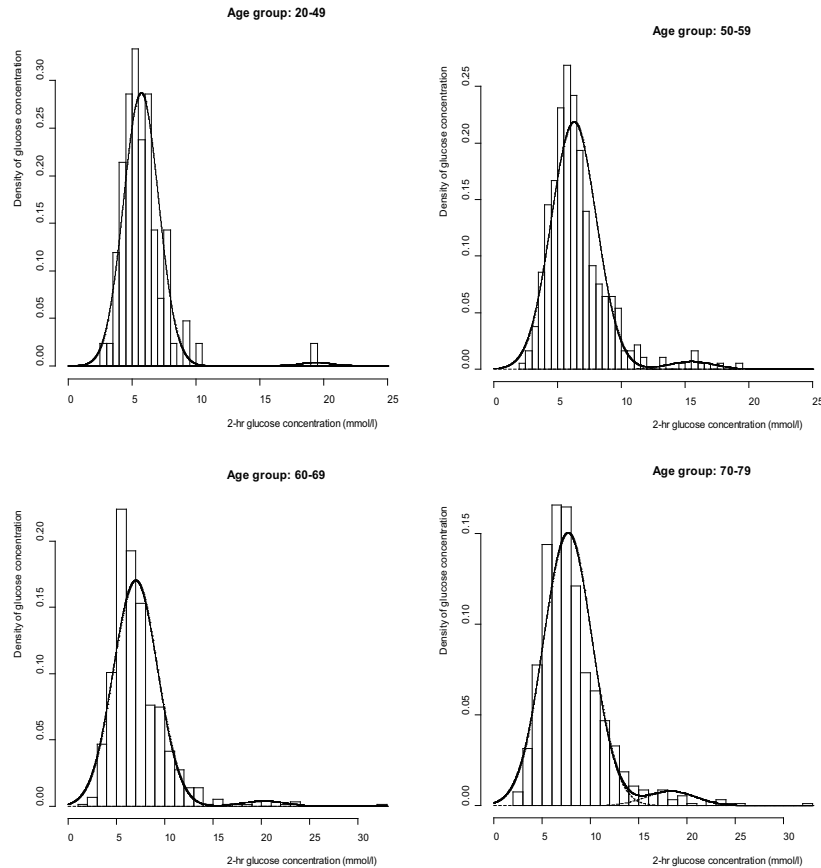 Age group: 20-49
Density of glucose concentration
0.00 0.05 0.10 0.15 0.20 0.25 0.30
0 5 10 15 20 25
2-hr glucose concentration (mmol/l)
Age group: 50-59
Density of glucose concentration
0.00 0.05 0.10 0.15 0.20 0.25
0 5 10 15 20 25
2-hr glucose concentration (mmol/l)
Age group: 60-69
Density of glucose concentration
0.00 0.05 0.10 0.15 0.20
0 5 10 15 20 25 30
2-hr glucose concentration (mmol/l)
Age group: 70-79
Density of glucose concentration
0.00 0.05 0.10 0.15
0 5 10 15 20 25 30
2-hr glucose concentration (mmol/l)